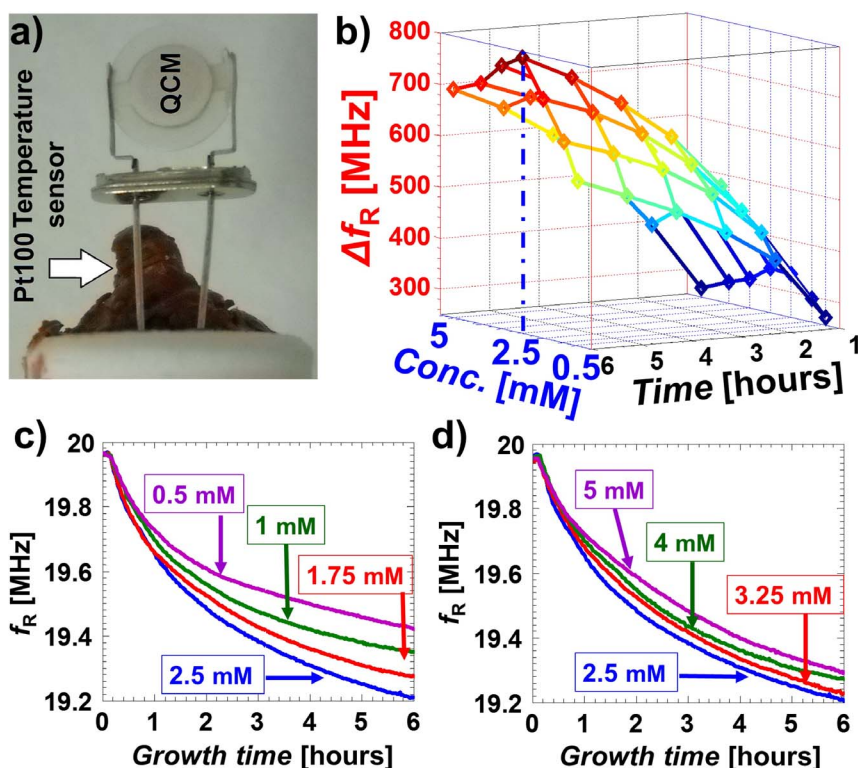 a)
QCM
Pt100 Temperature
sensor
b)
800
700
600
500
400
300
Δf_R [MHz]
5
2.5
0.5
Conc. [mM]
6
5
4
3
2
1
Time [hours]
c)
20
19.8
19.6
19.4
19.2
f_R [MHz]
0.5 mM
1 mM
1.75 mM
2.5 mM
0 1 2 3 4 5 6
Growth time [hours]
d)
20
19.8
19.6
19.4
19.2
f_R [MHz]
5 mM
4 mM
3.25 mM
2.5 mM
0 1 2 3 4 5 6
Growth time [hours]